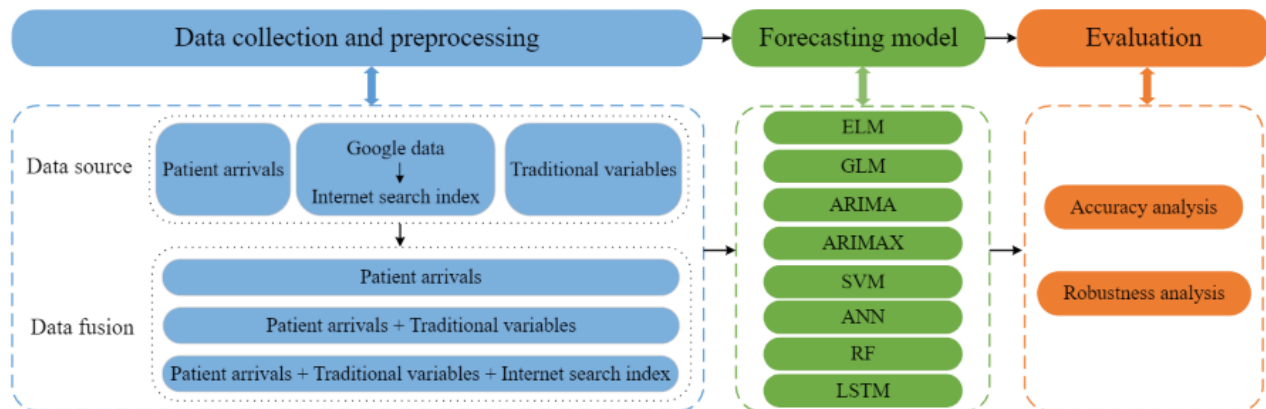 Data collection and preprocessing
Forecasting model
Evaluation
Data source
Patient arrivals
Google data
Internet search index
Traditional variables
Data fusion
Patient arrivals
Patient arrivals + Traditional variables
Patient arrivals + Traditional variables + Internet search index
ELM
GLM
ARIMA
ARIMAX
SVM
ANN
RF
LSTM
Accuracy analysis
Robustness analysis